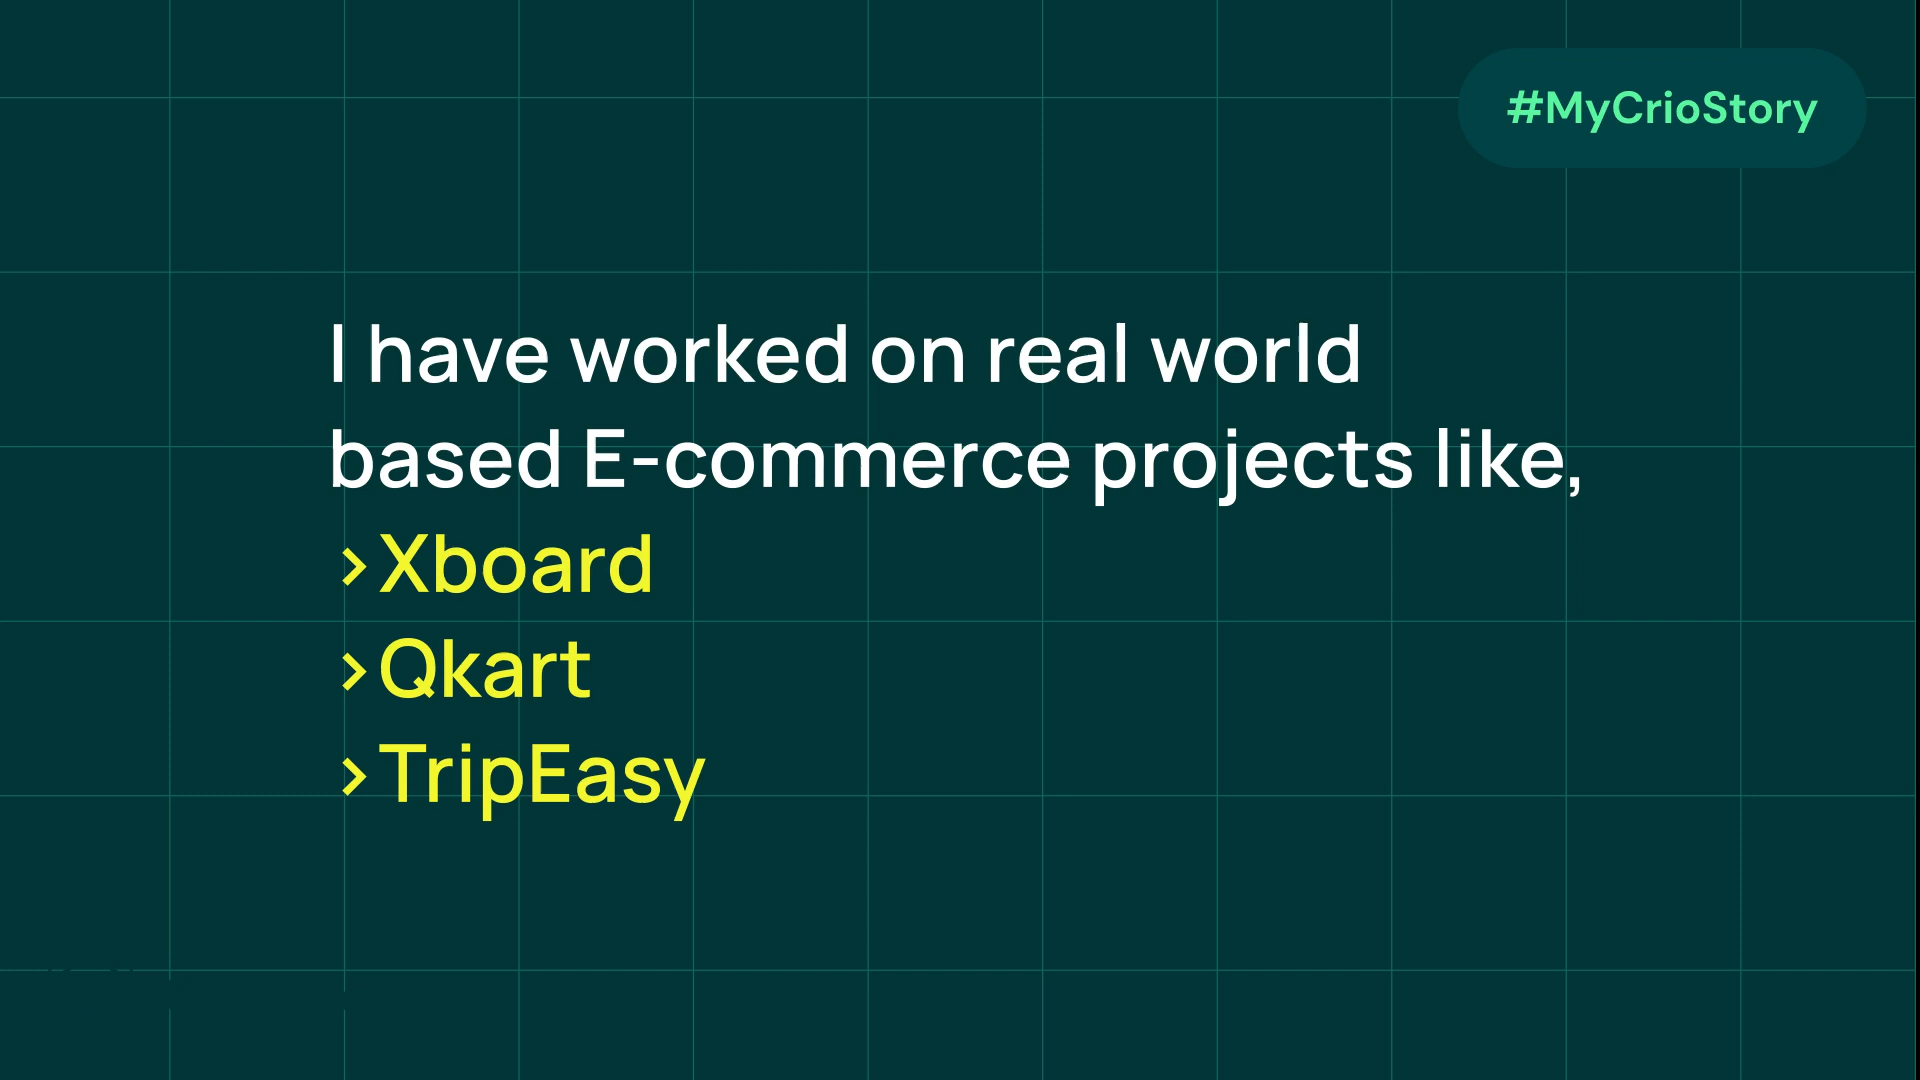 #MyCrioStory
I have worked on real world
based E-commerce projects like,
>Xboard
>Qkart
>TripEasy